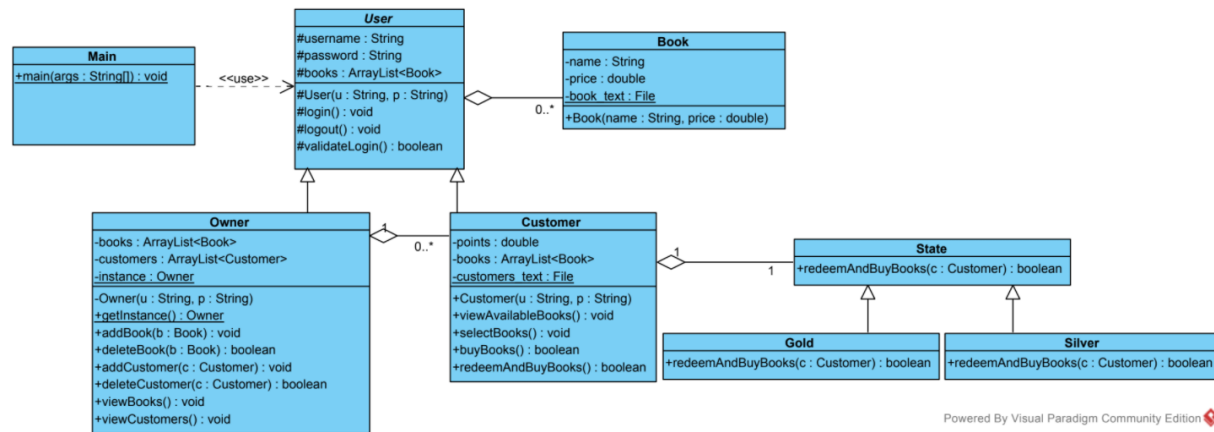 User
#username : String
#password : String
#books : ArrayList<Book>
#User(u : String, p : String)
#login() : void
#logout() : void
#validateLogin() : boolean
Main
+main(args : String[]) : void
<<use>>
Book
-name : String
-price : double
-book_text : File
+Book(name : String, price : double)
0..*
Owner
-books : ArrayList<Book>
-customers : ArrayList<Customer>
-instance : Owner
-Owner(u : String, p : String)
+getInstance() : Owner
+addBook(b : Book) : void
+deleteBook(b : Book) : boolean
+addCustomer(c : Customer) : void
+deleteCustomer(c : Customer) : boolean
+viewBooks() : void
+viewCustomers() : void
1
0..*
Customer
-points : double
-books : ArrayList<Book>
-customers_text : File
+Customer(u : String, p : String)
+viewAvailableBooks() : void
+selectBooks() : void
+buyBooks() : boolean
+redeemAndBuyBooks() : boolean
1
1
State
+redeemAndBuyBooks(c : Customer) : boolean
Gold
+redeemAndBuyBooks(c : Customer) : boolean
Silver
+redeemAndBuyBooks(c : Customer) : boolean
Powered By Visual Paradigm Community Edition